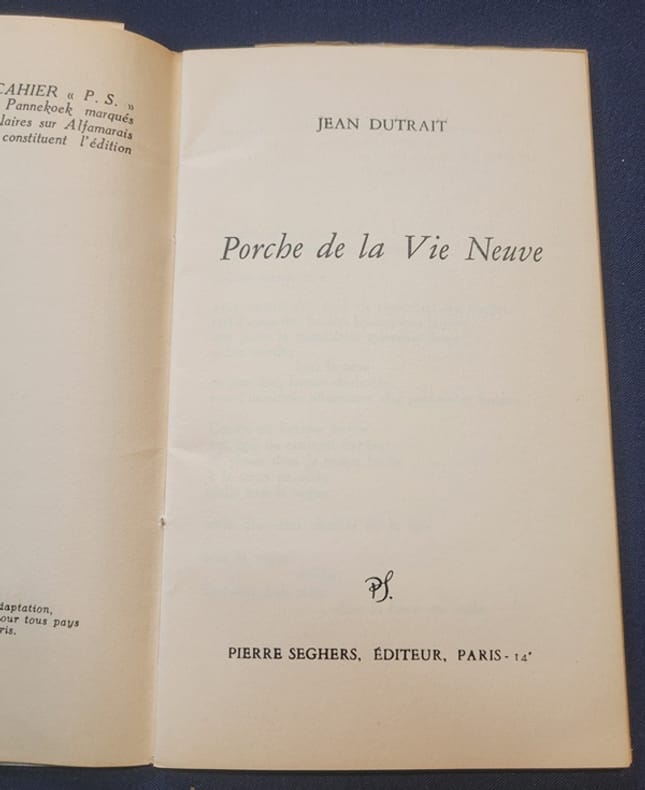 CAHIER « P. S. »
Pannekoek marqués
laires sur Alfamarais
constituent l'édition
daptation,
our tous pays
ris.
JEAN DUTRAIT
Porche de la Vie Neuve
PS.
PIERRE SEGHERS, ÉDITEUR, PARIS - 14ᵉ